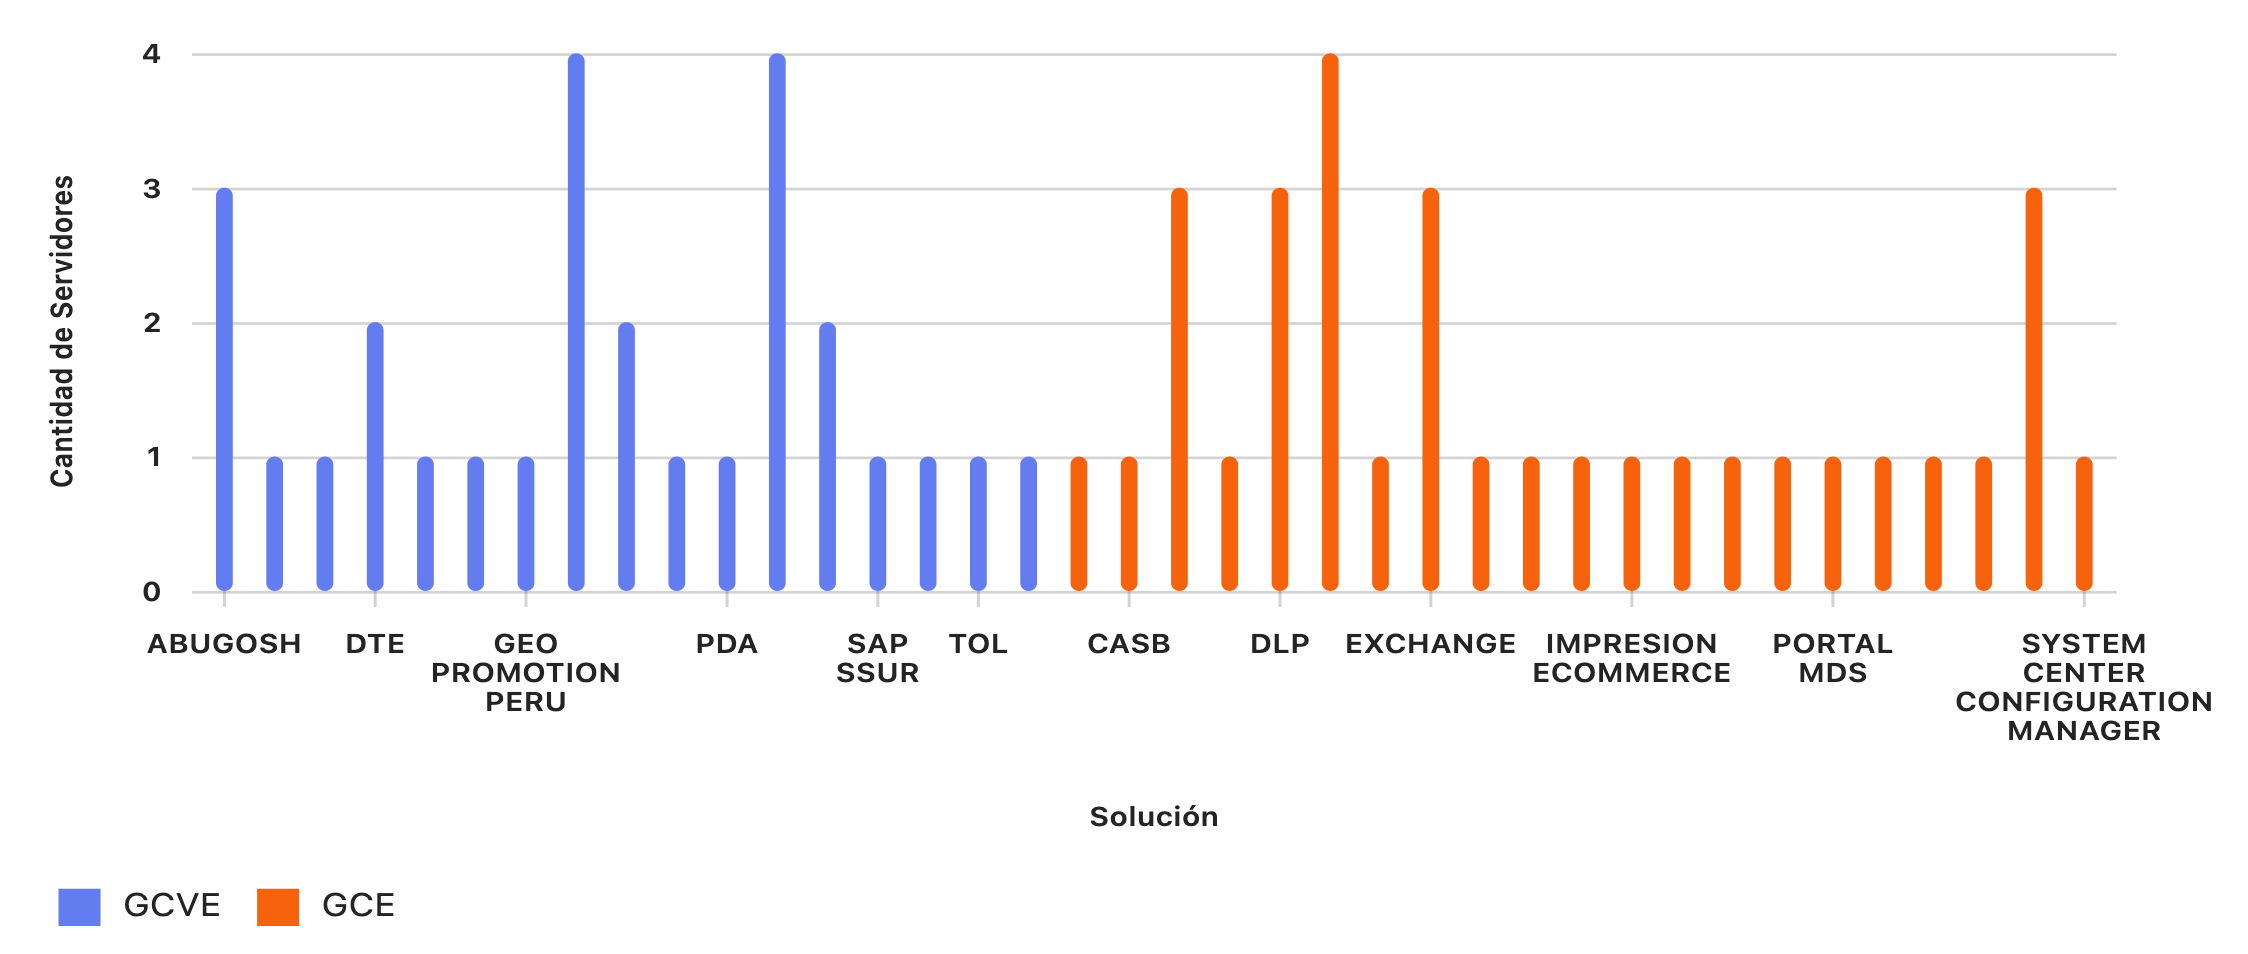 4
3
2
1
0
Cantidad de Servidores
ABUGOSH
DTE
GEO
PROMOTION
PERU
PDA
SAP
SSUR
TOL
CASB
DLP
EXCHANGE
IMPRESION
ECOMMERCE
PORTAL
MDS
SYSTEM
CENTER
CONFIGURATION
MANAGER
Solución
GCVE
GCE